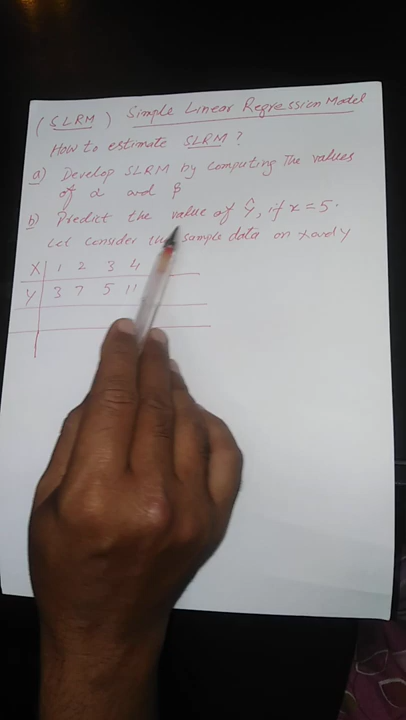 (SLRM) Simple Linear Regression Model
How to estimate SLRM?
a) Develop SLRM by computing The values
of α and β
b) Predict the value of Ŷ, if x = 5.
Let consider the sample data on x and y
X 1 2 3 4
Y 3 7 5 11